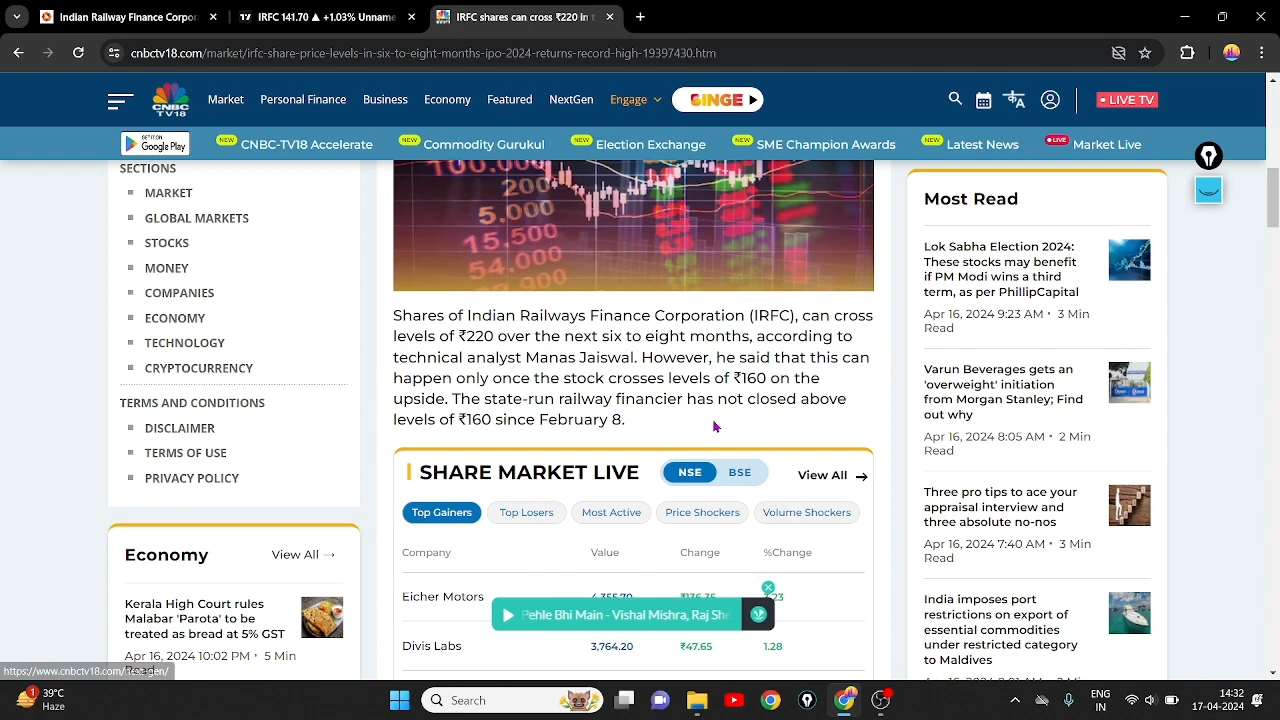 Indian Railway Finance Corpor
IRFC 141.70 ▲ +1.03% Unname
IRFC shares can cross ₹220 in t
cnbctv18.com/market/irfc-share-price-levels-in-six-to-eight-months-ipo-2024-returns-record-high-19397430.htm
CNBC
TV18
Market
Personal Finance
Business
Economy
Featured
NextGen
Engage
BINGE
LIVE TV
GET IT ON
Google Play
NEW CNBC-TV18 Accelerate
NEW Commodity Gurukul
NEW Election Exchange
NEW SME Champion Awards
NEW Latest News
LIVE Market Live
SECTIONS
MARKET
GLOBAL MARKETS
STOCKS
MONEY
COMPANIES
ECONOMY
TECHNOLOGY
CRYPTOCURRENCY
TERMS AND CONDITIONS
DISCLAIMER
TERMS OF USE
PRIVACY POLICY
Economy
View All →
Kerala High Court rules
Malabar 'Parota' to be
treated as bread at 5% GST
Apr 16, 2024 10:02 PM • 5 Min
https://www.cnbctv18.com/nextgen/
100.000
200
5.000
15.500
54.000
Shares of Indian Railways Finance Corporation (IRFC), can cross
levels of ₹220 over the next six to eight months, according to
technical analyst Manas Jaiswal. However, he said that this can
happen only once the stock crosses levels of ₹160 on the
upside. The state-run railway financier has not closed above
levels of ₹160 since February 8.
SHARE MARKET LIVE
NSE
BSE
View All →
Top Gainers
Top Losers
Most Active
Price Shockers
Volume Shockers
Company Value Change %Change
Eicher Motors
Pehle Bhi Main - Vishal Mishra, Raj She
Divis Labs 3,764.20 ₹47.65 1.28
Most Read
Lok Sabha Election 2024:
These stocks may benefit
if PM Modi wins a third
term, as per PhillipCapital
Apr 16, 2024 9:23 AM • 3 Min
Read
Varun Beverages gets an
'overweight' initiation
from Morgan Stanley; Find
out why
Apr 16, 2024 8:05 AM • 2 Min
Read
Three pro tips to ace your
appraisal interview and
three absolute no-nos
Apr 16, 2024 7:40 AM • 3 Min
Read
India imposes port
restrictions on export of
essential commodities
under restricted category
to Maldives
1
39°C
Haze
Search
ENG
IN
14:32
17-04-2024